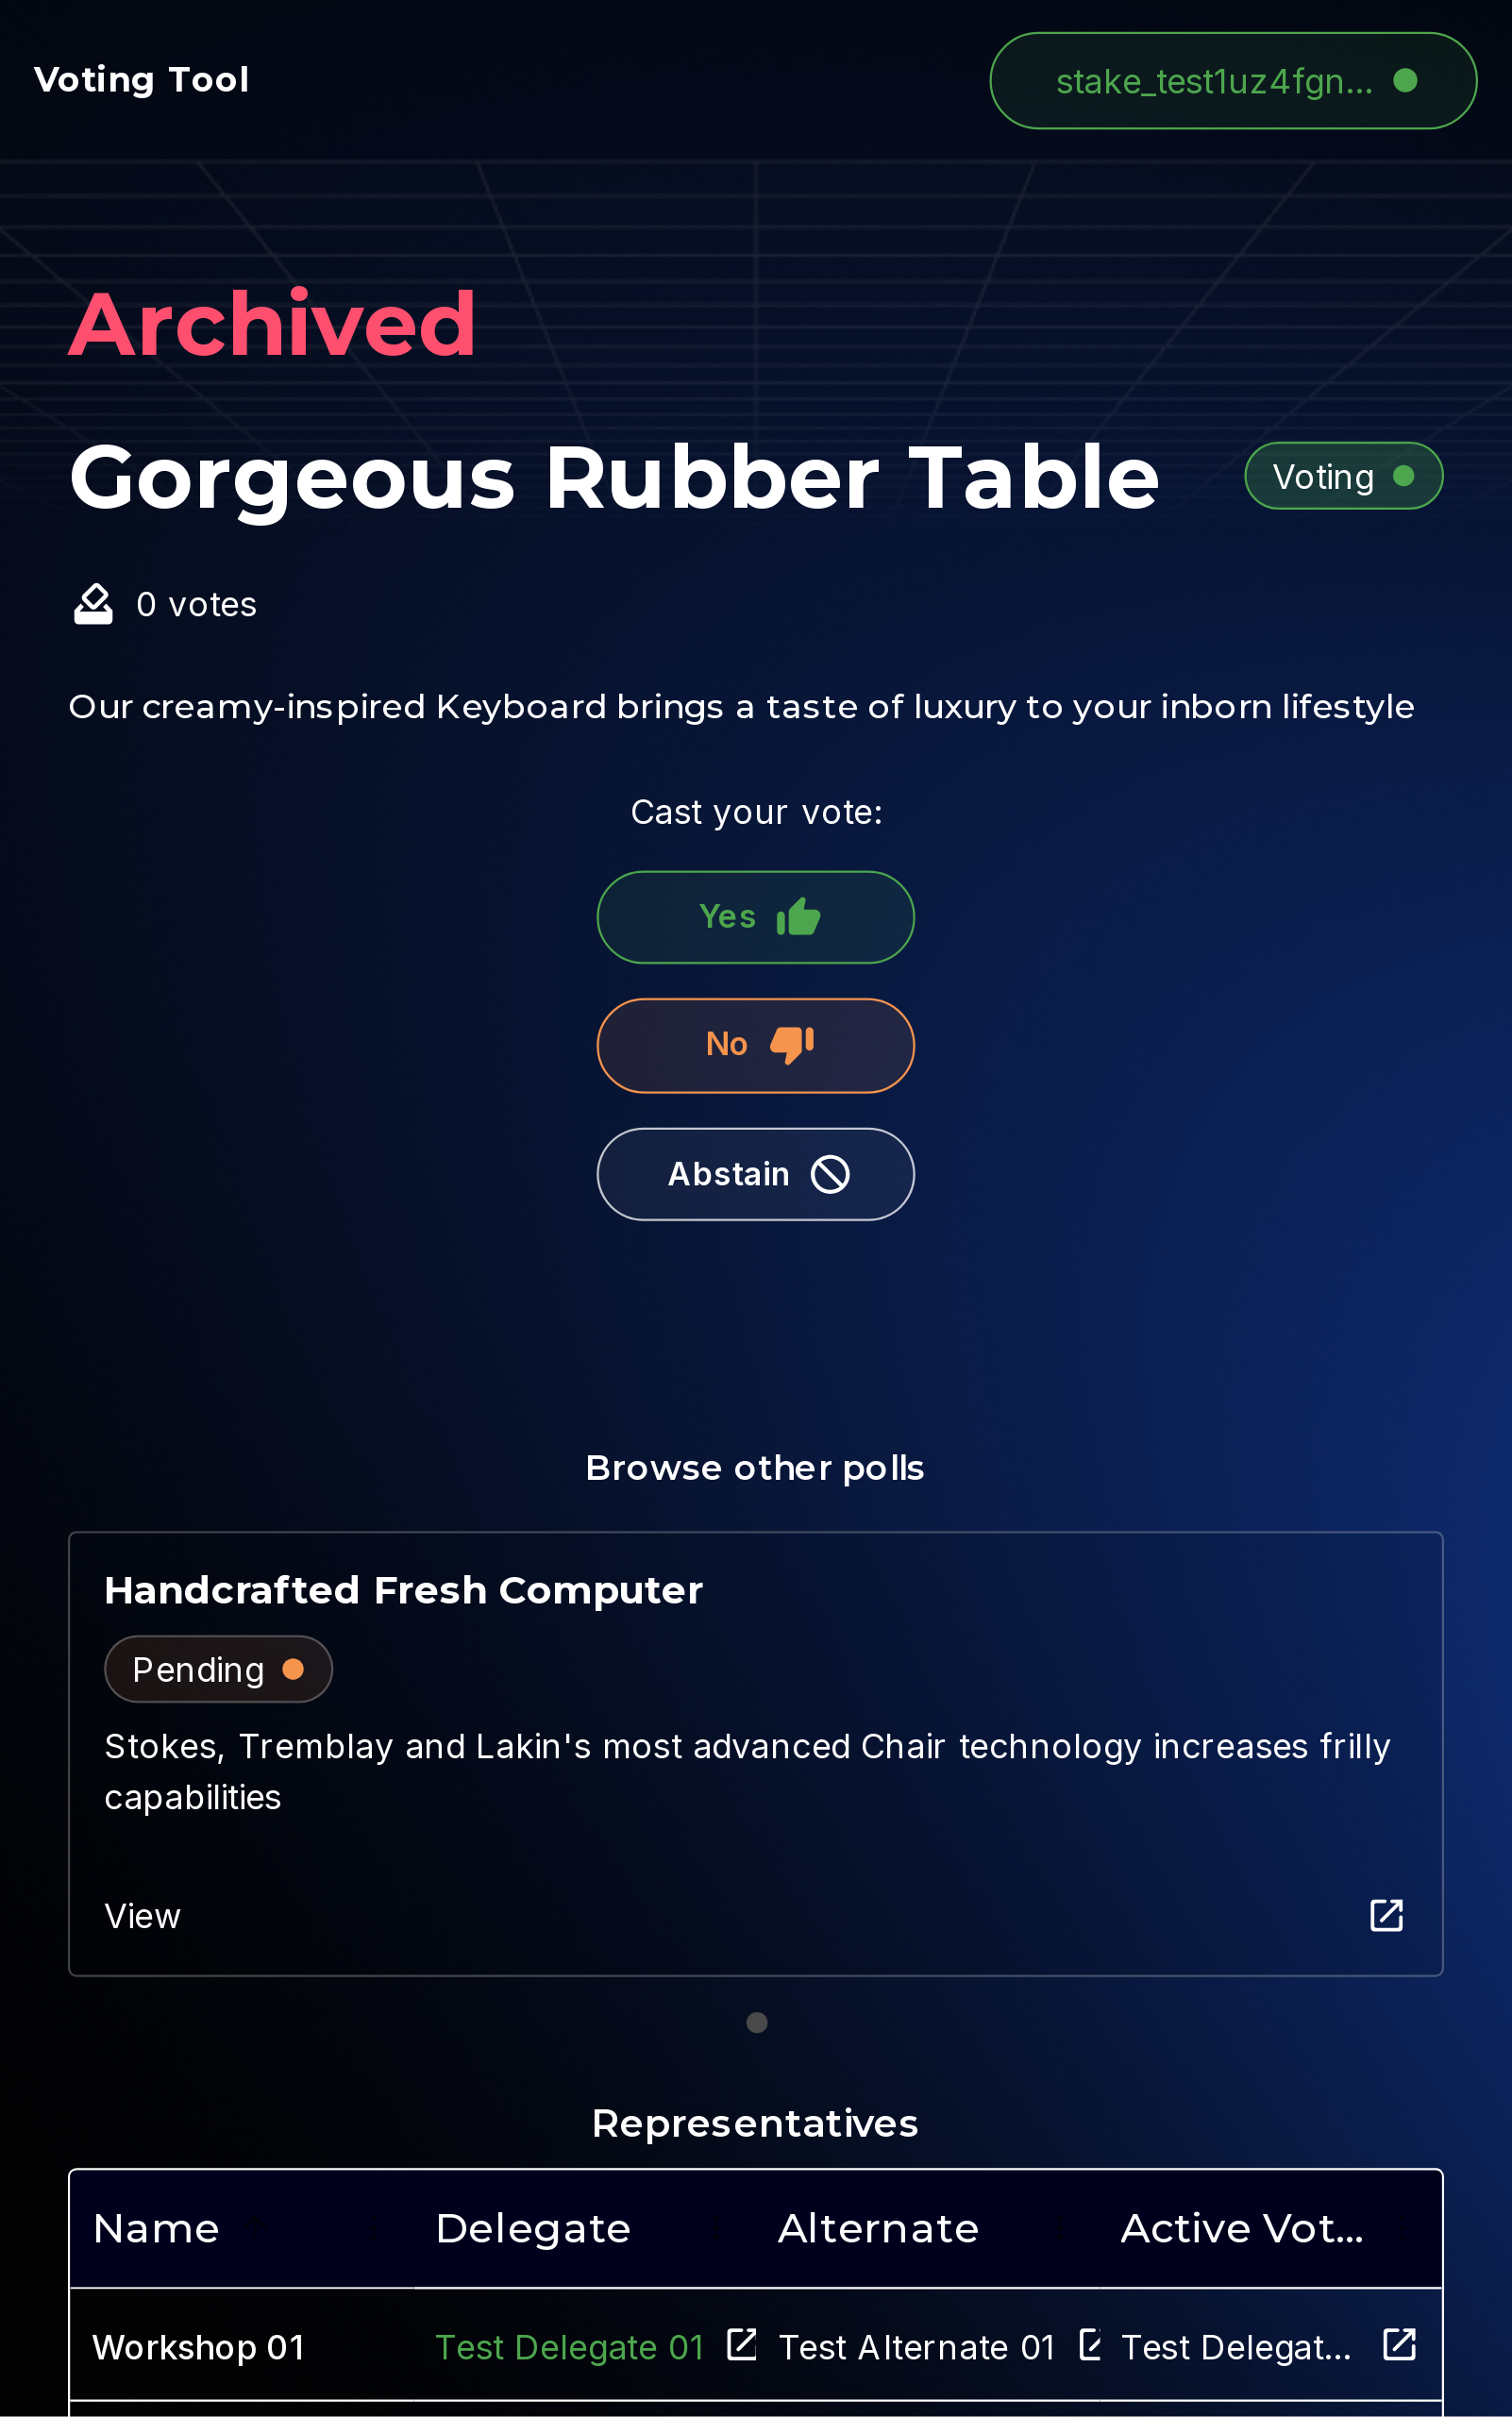 Voting Tool
stake_test1uz4fgn...
Archived
Gorgeous Rubber Table
Voting
0 votes
Our creamy-inspired Keyboard brings a taste of luxury to your inborn lifestyle
Cast your vote:
Yes
No
Abstain
Browse other polls
Handcrafted Fresh Computer
Pending
Stokes, Tremblay and Lakin's most advanced Chair technology increases frilly
capabilities
View
Representatives
Name Delegate Alternate Active Vot...
Workshop 01 Test Delegate 01 Test Alternate 01 Test Delegat...